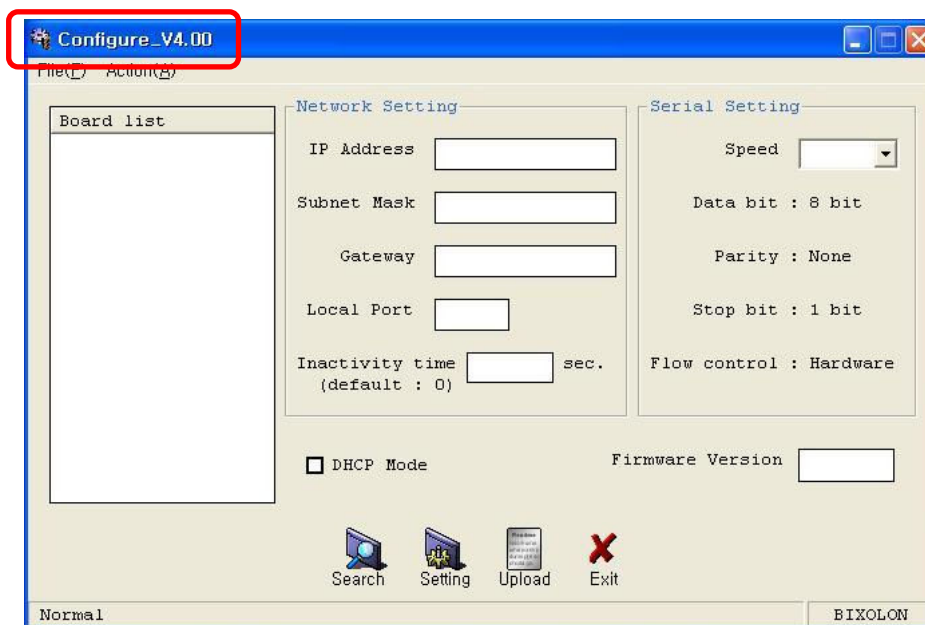 Configure_V4.00
File(F) Action(A)
Board list
Network Setting
IP Address
Subnet Mask
Gateway
Local Port
Inactivity time sec.
(default : 0)
Serial Setting
Speed
Data bit : 8 bit
Parity : None
Stop bit : 1 bit
Flow control : Hardware
DHCP Mode
Firmware Version
Search
Setting
Upload
Exit
Normal
BIXOLON